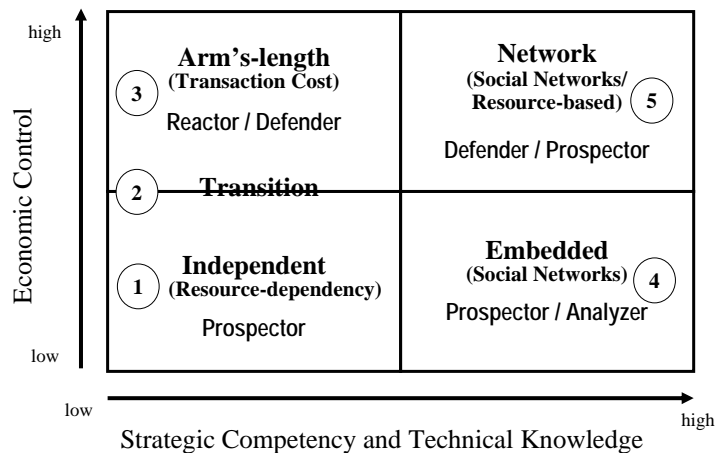 high
Arm's-length
(Transaction Cost)
3
Reactor / Defender
Network
(Social Networks/
Resource-based)
5
Defender / Prospector
2
Transition
Economic Control
Independent
(Resource-dependency)
1
Prospector
Embedded
(Social Networks)
4
Prospector / Analyzer
low
low
high
Strategic Competency and Technical Knowledge